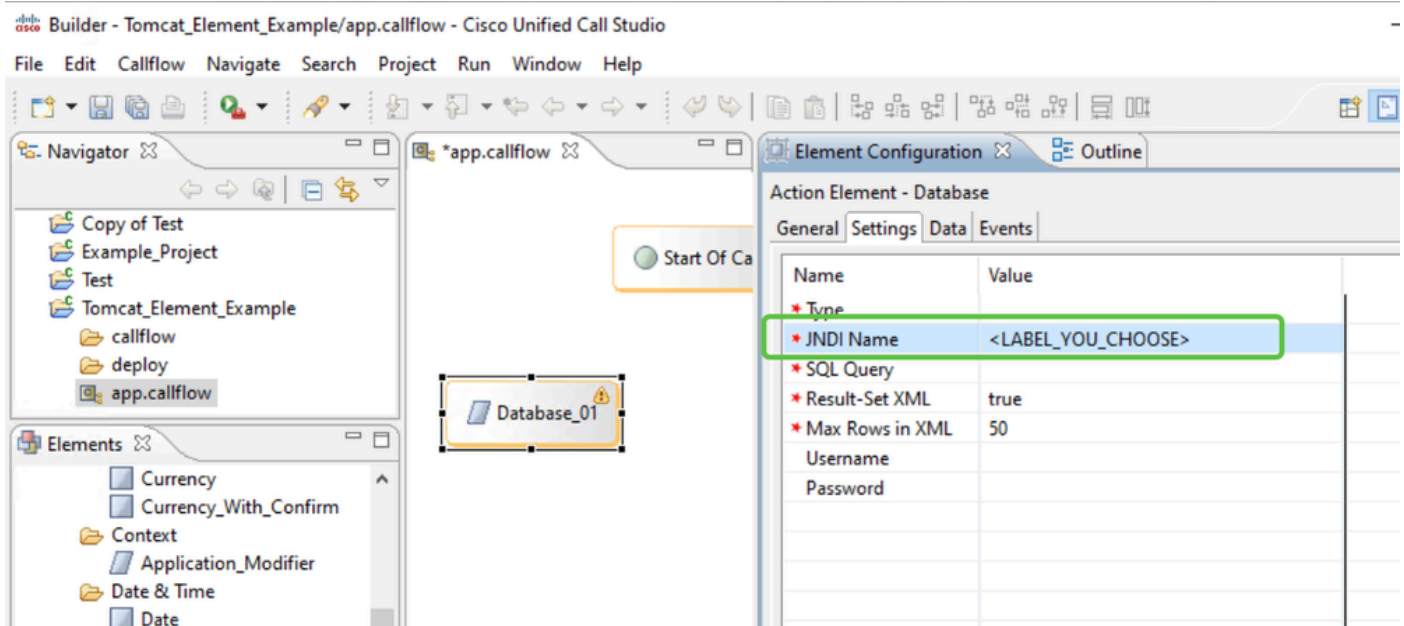 cisco Builder - Tomcat_Element_Example/app.callflow - Cisco Unified Call Studio
File Edit Callflow Navigate Search Project Run Window Help
Navigator
Copy of Test
Example_Project
Test
Tomcat_Element_Example
callflow
deploy
app.callflow
Elements
Currency
Currency_With_Confirm
Context
Application_Modifier
Date & Time
Date
*app.callflow
Start Of Ca
Database_01
Element Configuration Outline
Action Element - Database
General Settings Data Events
Name Value
* Type
* JNDI Name <LABEL_YOU_CHOOSE>
* SQL Query
* Result-Set XML true
* Max Rows in XML 50
Username
Password